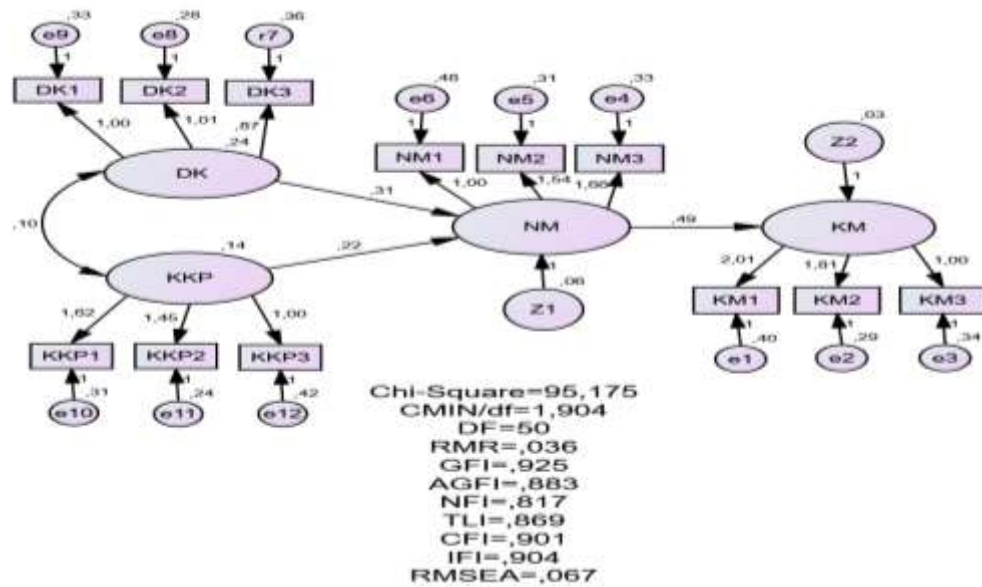 ,33 ,28 ,36
e9 e8 r7
1 1 1
DK1 DK2 DK3
1,00 1,01 ,87
,24
DK
,48 ,31 ,33
e6 e5 e4
1 1 1
NM1 NM2 NM3
1,00 1,54
,03
Z2
1
,31
NM
,49
KM
,10
,14
KKP
,22
1
,06
Z1
2,01 1,81 1,00
KM1 KM2 KM3
1 1 1
,40 ,29 ,34
e1 e2 e3
1,62 1,45 1,00
KKP1 KKP2 KKP3
1 1 1
,31 ,24 ,42
e10 e11 e12
Chi-Square=95,175
CMIN/df=1,904
DF=50
RMR=,036
GFI=,925
AGFI=,883
NFI=,817
TLI=,869
CFI=,901
IFI=,904
RMSEA=,067